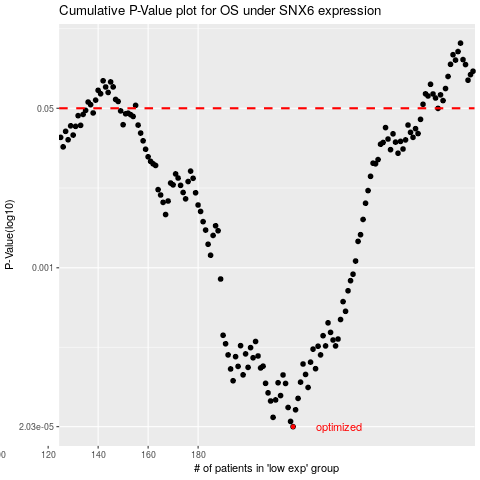 Cumulative P-Value plot for OS under SNX6 expression
P-Value(log10)
0.05
0.001
2.03e-05
optimized
00 120 140 160 180
# of patients in 'low exp' group